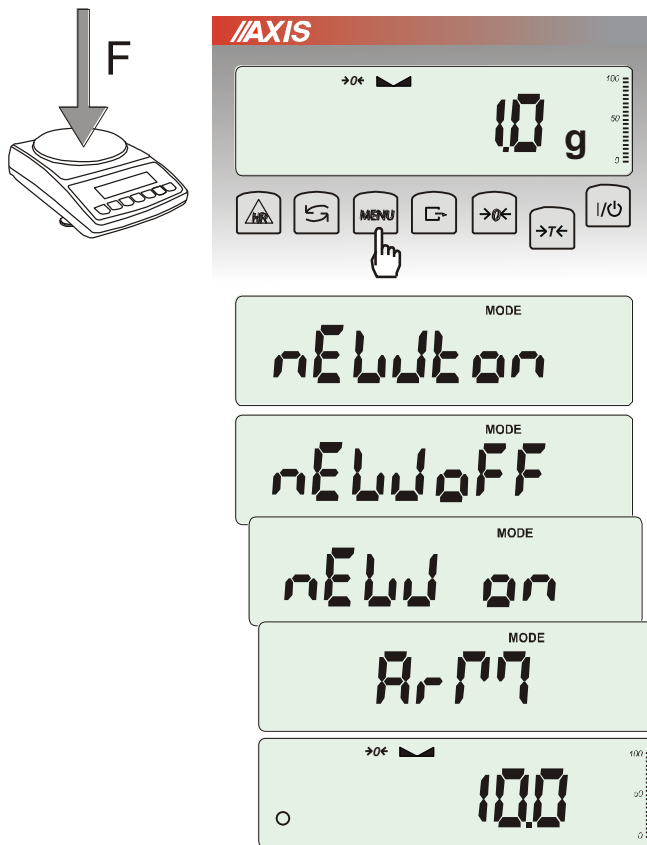 F
//AXIS
→0← 100
50
1.0 g
0
HR MENU →0← →T← I/⏻
MODE
nEWton
MODE
nEWoFF
MODE
nEW on
MODE
ArM
→0← 100
50
10.0
0